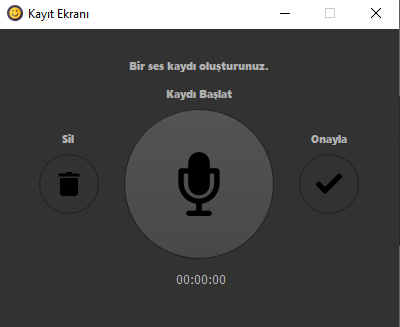 Kayıt Ekranı
Bir ses kaydı oluşturunuz.
Kaydı Başlat
Sil
Onayla
00:00:00